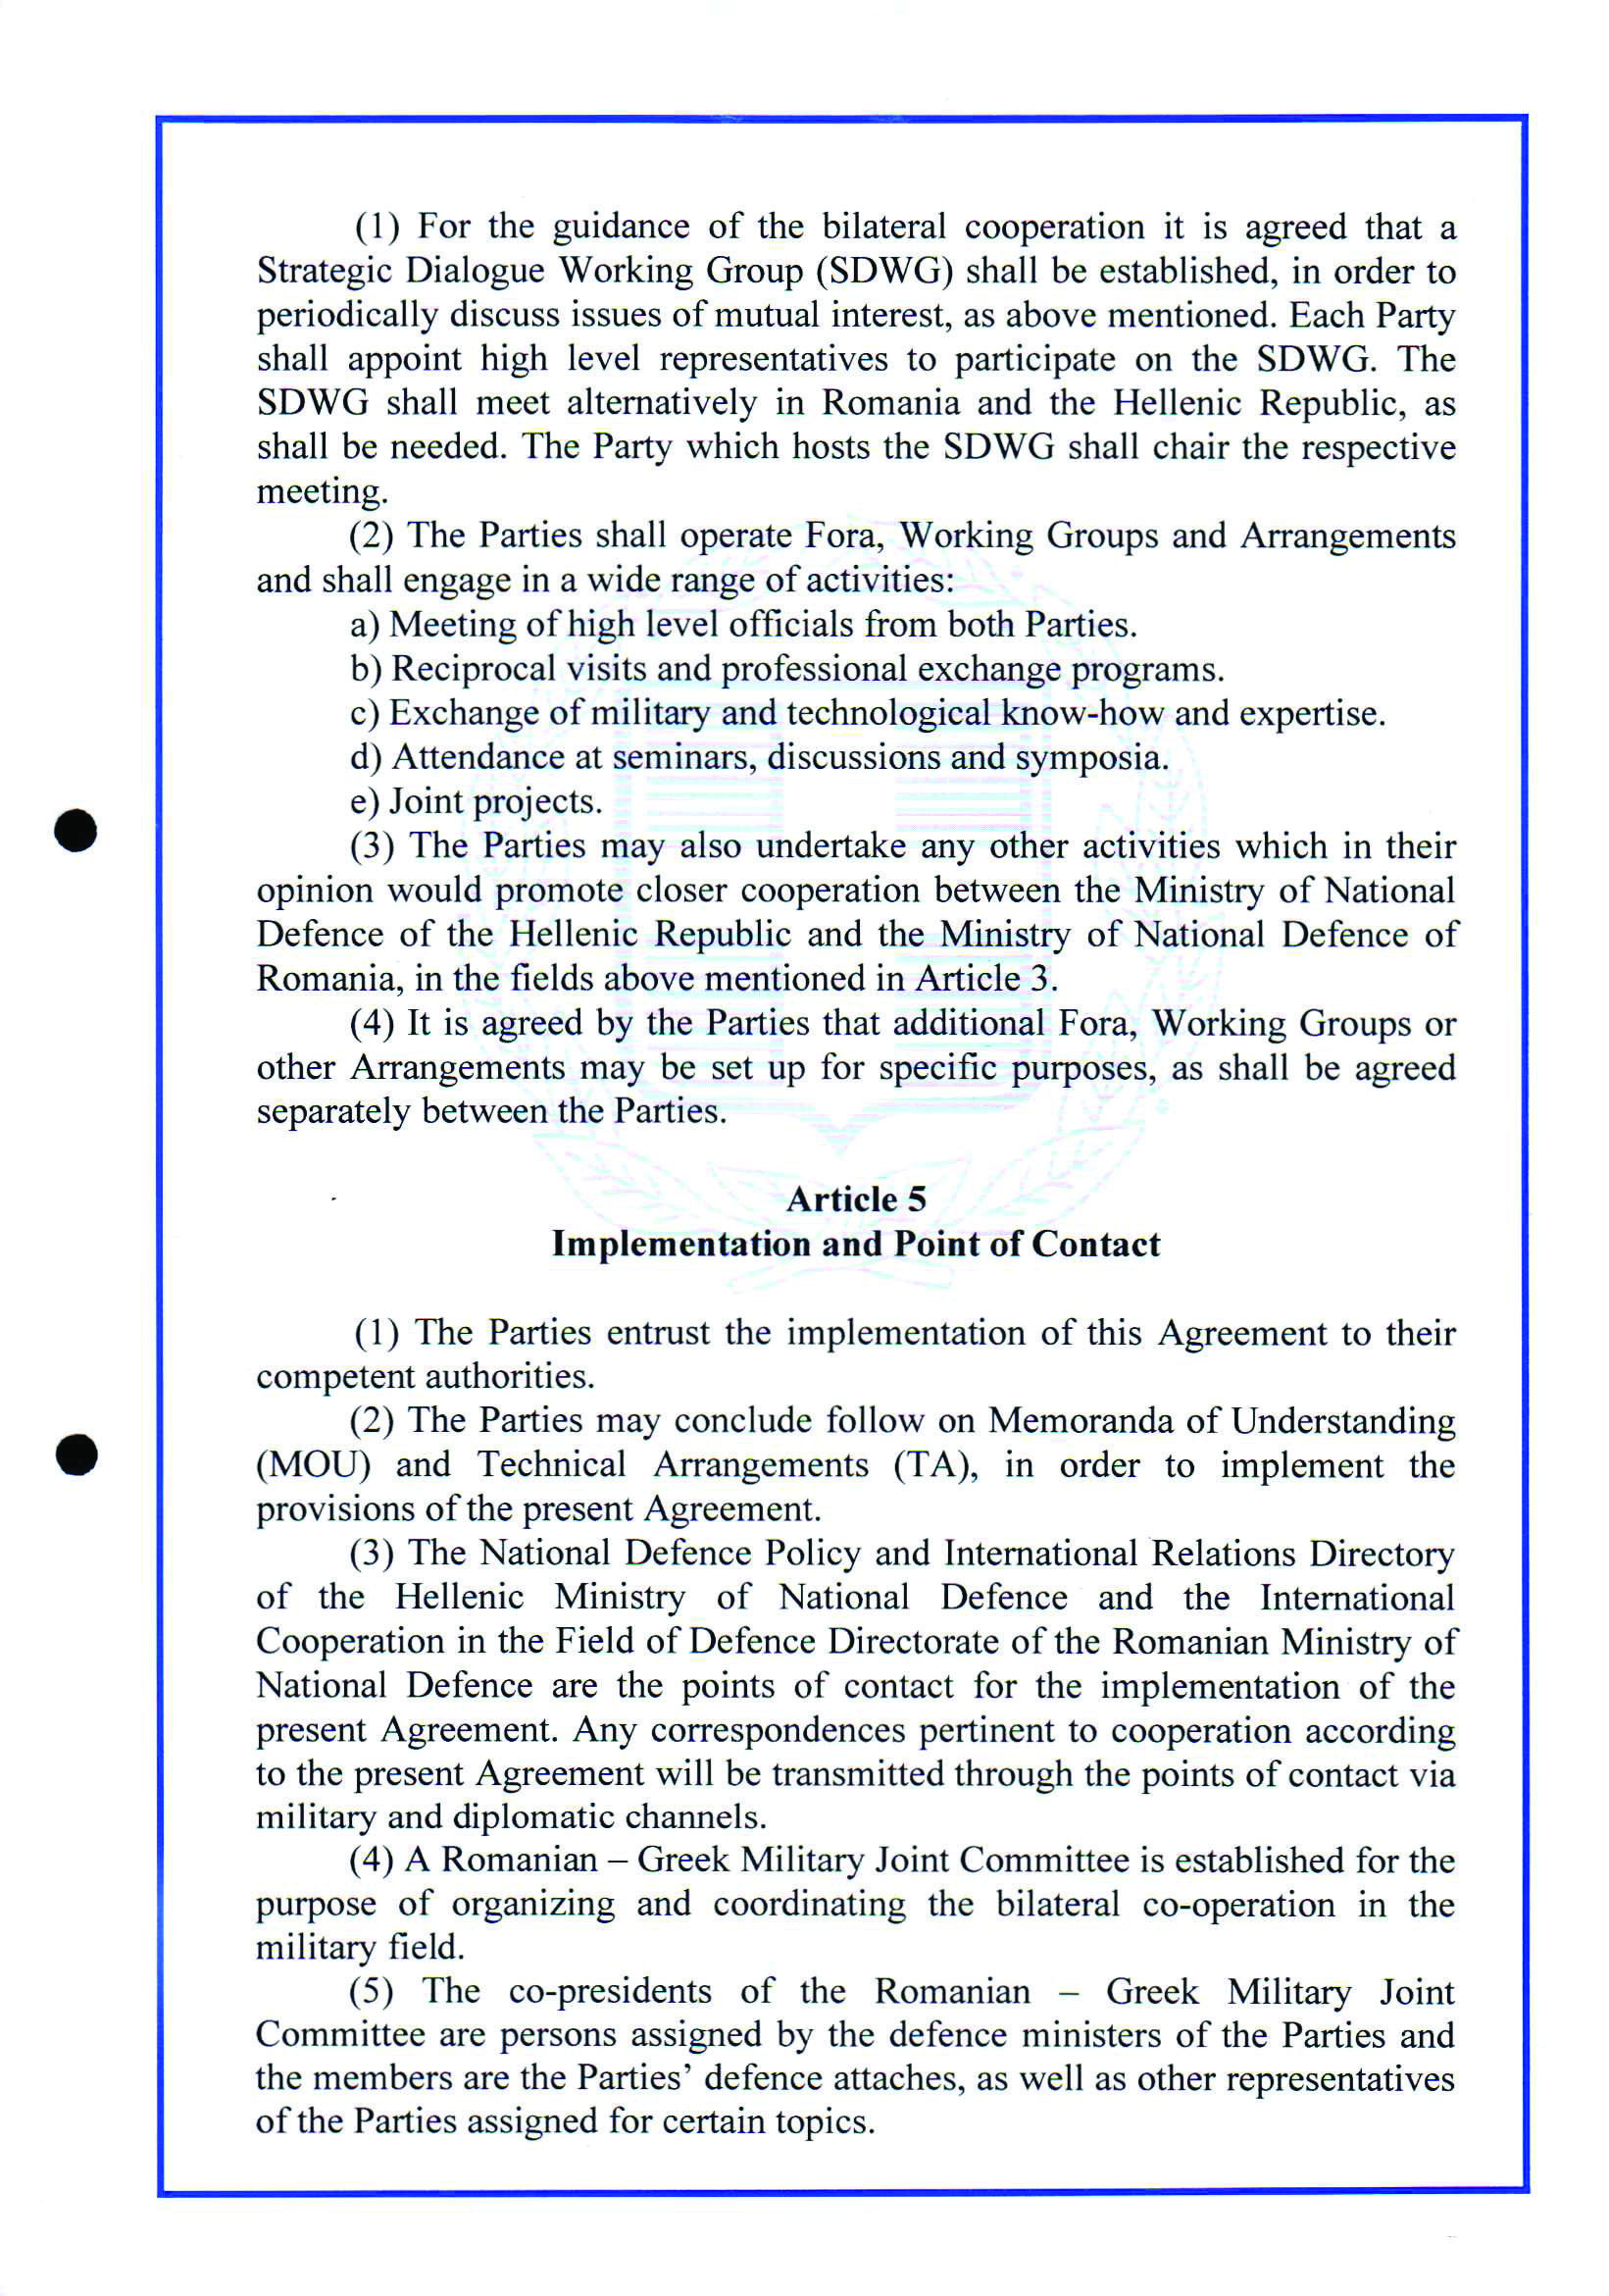 (1) For the guidance of the bilateral cooperation it is agreed that a
Strategic Dialogue Working Group (SDWG) shall be established, in order to
periodically discuss issues of mutual interest, as above mentioned. Each Party
shall appoint high level representatives to participate on the SDWG. The
SDWG shall meet alternatively in Romania and the Hellenic Republic, as
shall be needed. The Party which hosts the SDWG shall chair the respective
meeting.
(2) The Parties shall operate Fora, Working Groups and Arrangements
and shall engage in a wide range of activities:
a) Meeting of high level officials from both Parties.
b) Reciprocal visits and professional exchange programs.
c) Exchange of military and technological know-how and expertise.
d) Attendance at seminars, discussions and symposia.
e) Joint projects.
(3) The Parties may also undertake any other activities which in their
opinion would promote closer cooperation between the Ministry of National
Defence of the Hellenic Republic and the Ministry of National Defence of
Romania, in the fields above mentioned in Article 3.
(4) It is agreed by the Parties that additional Fora, Working Groups or
other Arrangements may be set up for specific purposes, as shall be agreed
separately between the Parties.
Article 5
Implementation and Point of Contact
(1) The Parties entrust the implementation of this Agreement to their
competent authorities.
(2) The Parties may conclude follow on Memoranda of Understanding
(MOU) and Technical Arrangements (TA), in order to implement the
provisions of the present Agreement.
(3) The National Defence Policy and International Relations Directory
of the Hellenic Ministry of National Defence and the International
Cooperation in the Field of Defence Directorate of the Romanian Ministry of
National Defence are the points of contact for the implementation of the
present Agreement. Any correspondences pertinent to cooperation according
to the present Agreement will be transmitted through the points of contact via
military and diplomatic channels.
(4) A Romanian – Greek Military Joint Committee is established for the
purpose of organizing and coordinating the bilateral co-operation in the
military field.
(5) The co-presidents of the Romanian – Greek Military Joint
Committee are persons assigned by the defence ministers of the Parties and
the members are the Parties’ defence attaches, as well as other representatives
of the Parties assigned for certain topics.